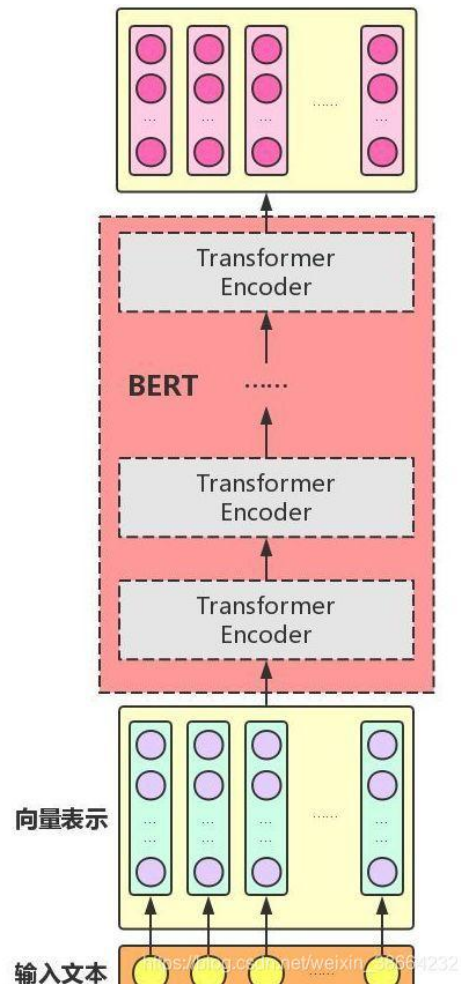 ...
...
...
......
...
Transformer
Encoder
BERT
......
Transformer
Encoder
Transformer
Encoder
向量表示
...
...
...
......
...
...
...
...
...
输入文本
......